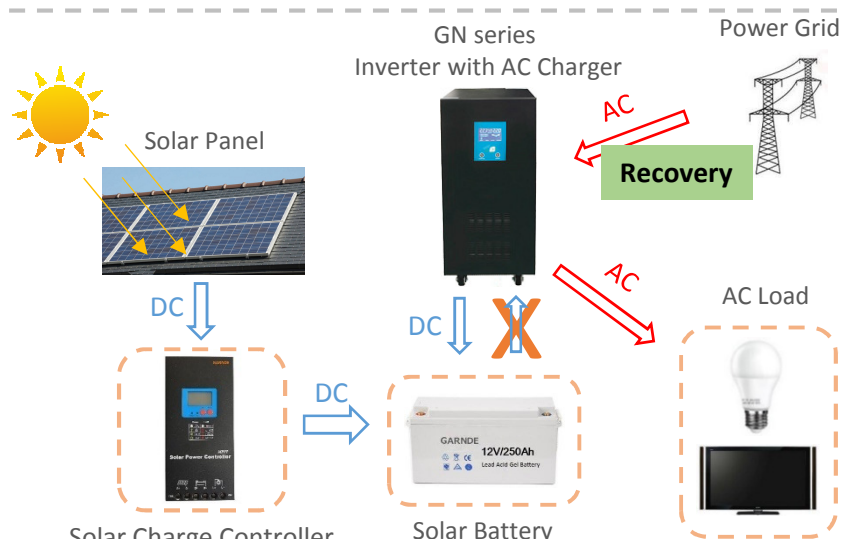 Power Grid
GN series
Inverter with AC Charger
AC
Solar Panel
Recovery
AC
AC Load
DC
DC
DC
GARNDE
12V/250Ah
Lead Acid Gel Battery
MPPT
Solar Power Controller
Solar Charge Controller
Solar Battery